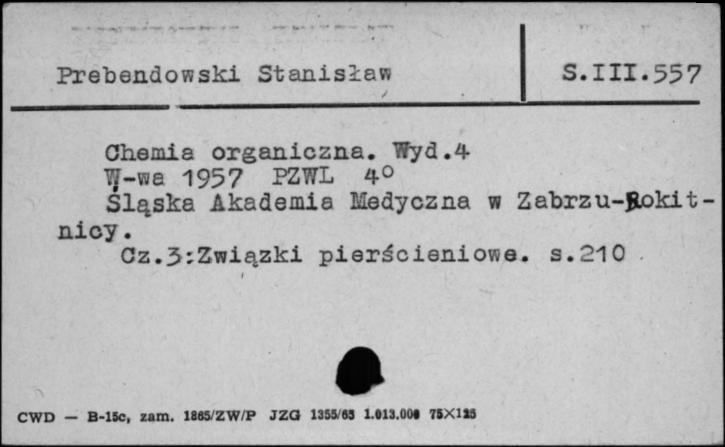 Prebendowski Stanisław
S.III.557
Chemia organiczna. Wyd.4
W-wa 1957 PZWL 4°
Śląska Akademia Medyczna w Zabrzu-Rokit-
nicy.
Cz.3:Związki pierścieniowe. s.210
CWD — B-15c, zam. 1865/ZW/P JZG 1355/65 1.013.000 75X125